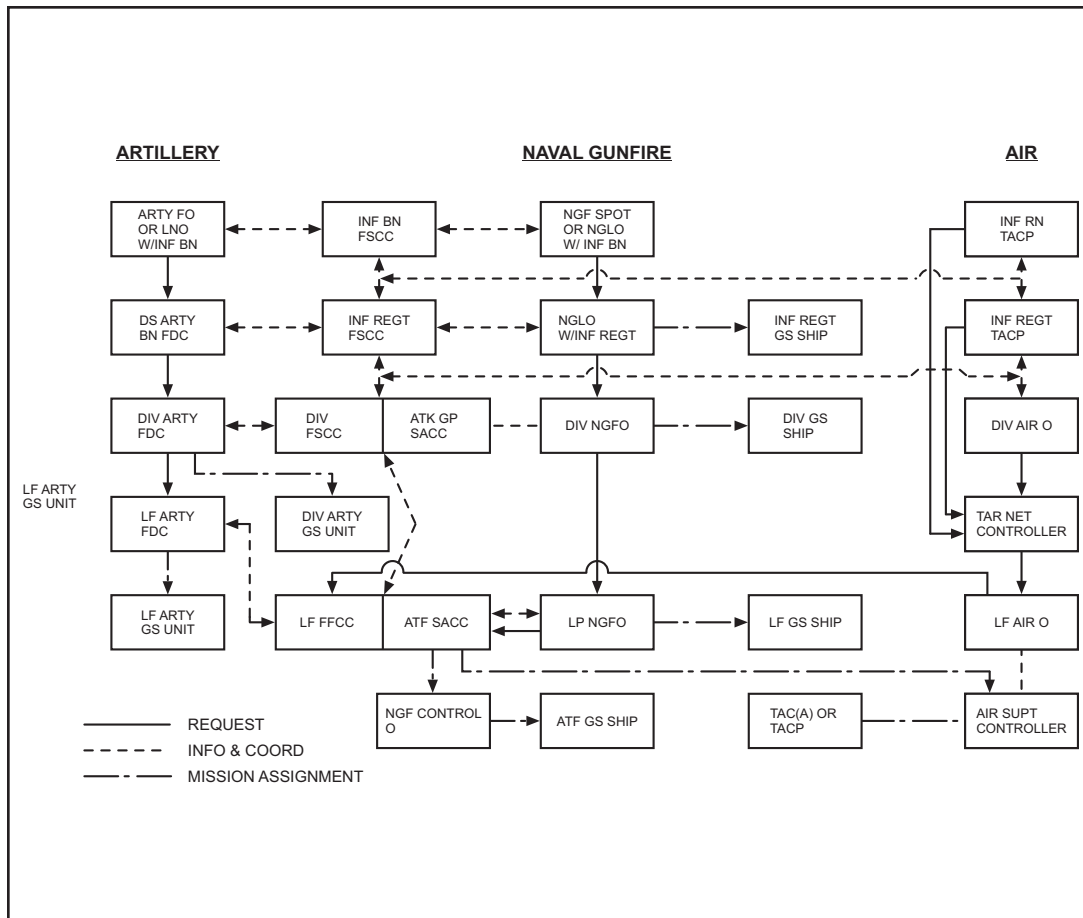 ARTILLERY
NAVAL GUNFIRE
AIR
ARTY FO
OR LNO
W/INF BN
INF BN
FSCC
NGF SPOT
OR NGLO
W/ INF BN
INF RN
TACP
DS ARTY
BN FDC
INF REGT
FSCC
NGLO
W/INF REGT
INF REGT
GS SHIP
INF REGT
TACP
DIV ARTY
FDC
DIV
FSCC
ATK GP
SACC
DIV NGFO
DIV GS
SHIP
DIV AIR O
LF ARTY
GS UNIT
LF ARTY
FDC
DIV ARTY
GS UNIT
TAR NET
CONTROLLER
LF ARTY
GS UNIT
LF FFCC
ATF SACC
LP NGFO
LF GS SHIP
LF AIR O
NGF CONTROL
O
ATF GS SHIP
TAC(A) OR
TACP
AIR SUPT
CONTROLLER
REQUEST
INFO & COORD
MISSION ASSIGNMENT